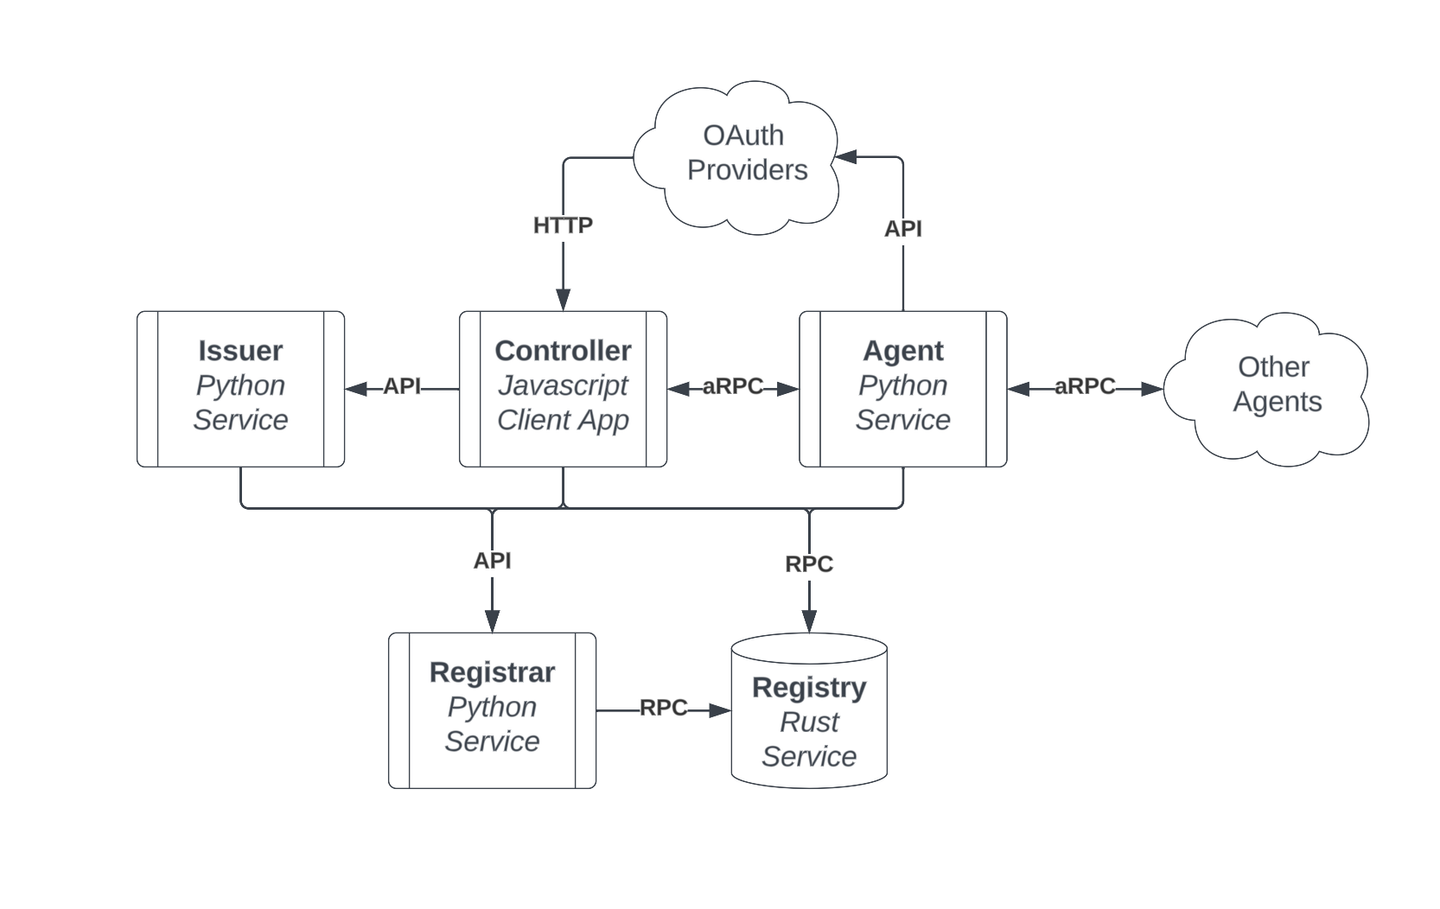 OAuth
Providers
HTTP
API
Issuer
Python
Service
API
Controller
Javascript
Client App
aRPC
Agent
Python
Service
aRPC
Other
Agents
API
RPC
Registrar
Python
Service
RPC
Registry
Rust
Service